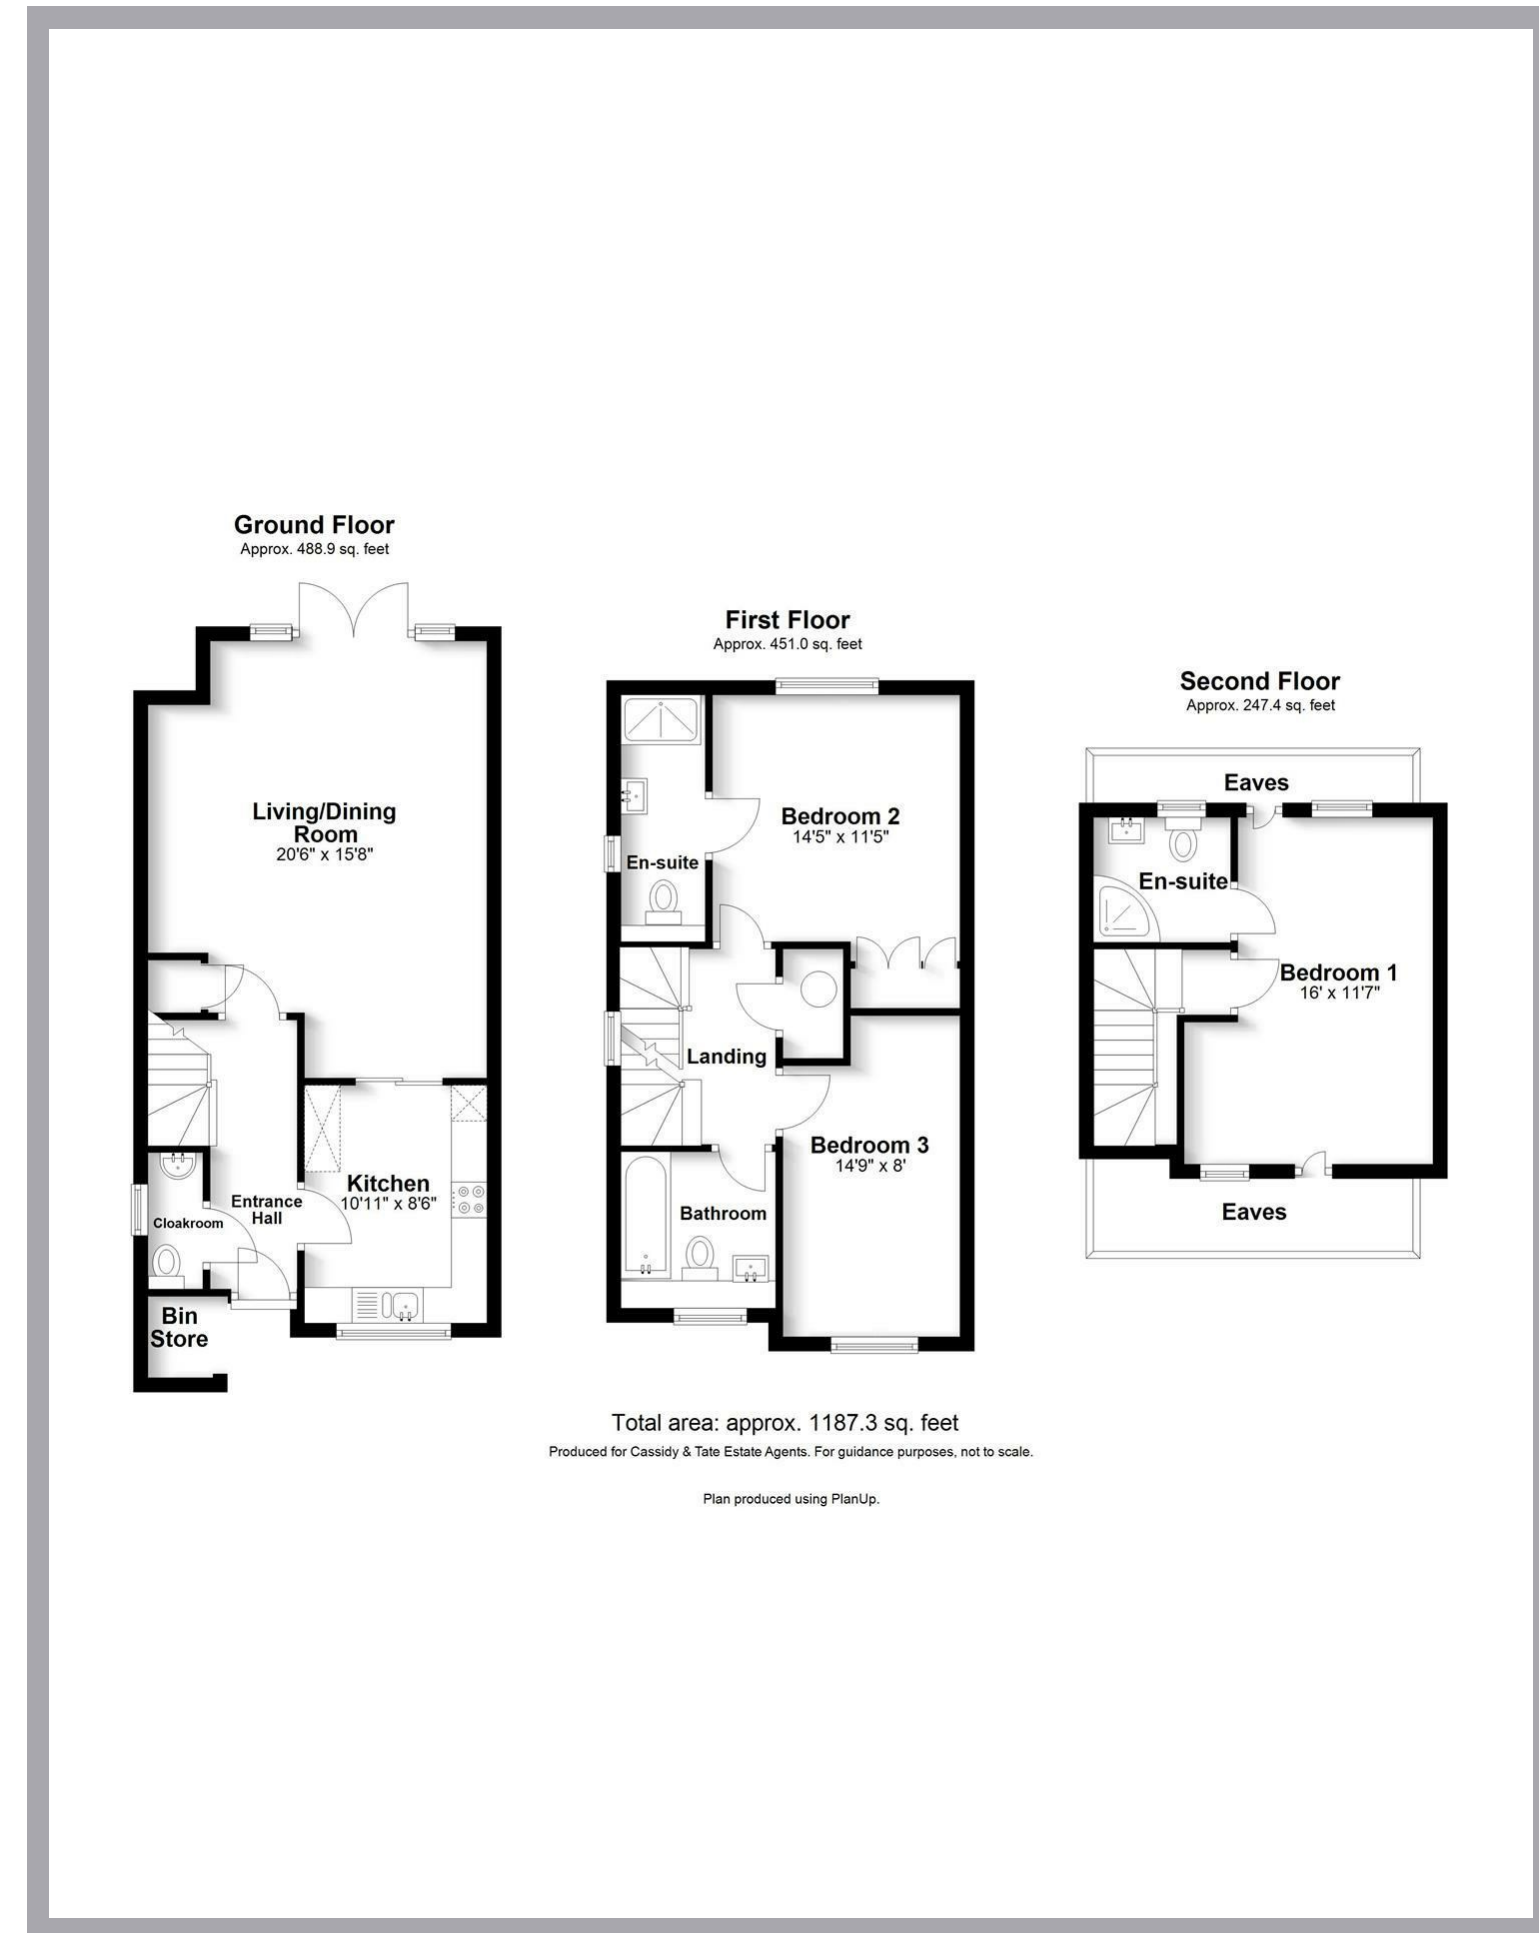 Ground Floor
Approx. 488.9 sq. feet
Living/Dining
Room
20'6" x 15'8"
Kitchen
10'11" x 8'6"
Entrance
Hall
Cloakroom
Bin
Store
First Floor
Approx. 451.0 sq. feet
Bedroom 2
14'5" x 11'5"
En-suite
Landing
Bedroom 3
14'9" x 8'
Bathroom
Second Floor
Approx. 247.4 sq. feet
Eaves
En-suite
Bedroom 1
16' x 11'7"
Eaves
Total area: approx. 1187.3 sq. feet
Produced for Cassidy & Tate Estate Agents. For guidance purposes, not to scale.
Plan produced using PlanUp.